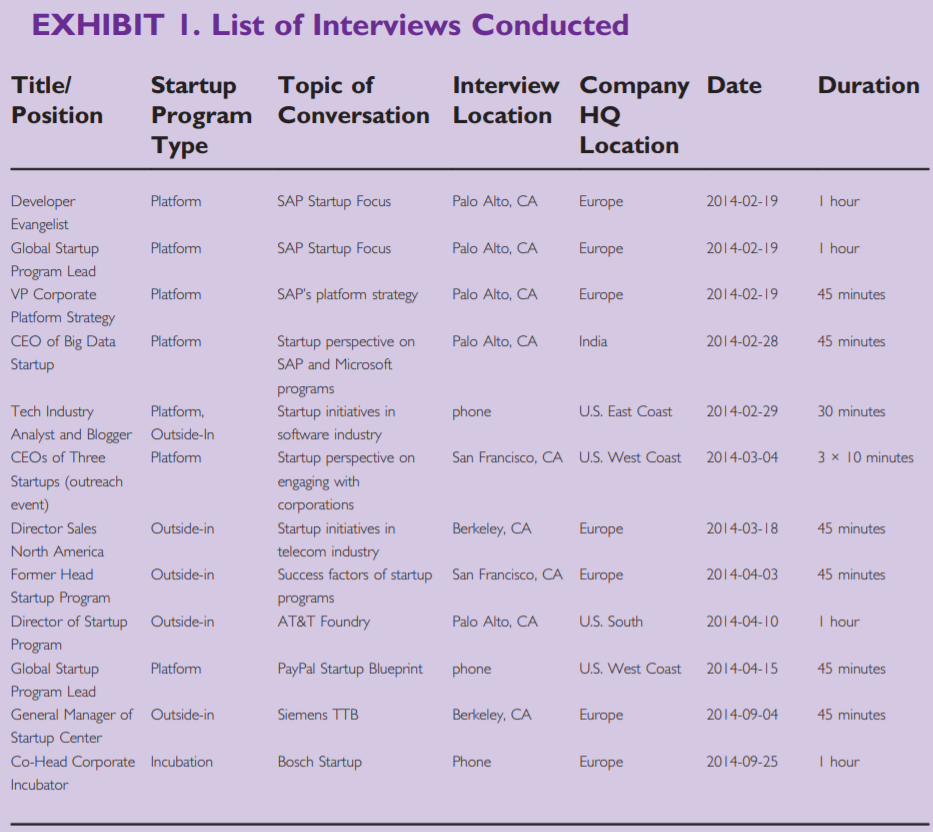 EXHIBIT 1. List of Interviews Conducted
Title/ Startup Topic of Interview Company Date Duration
Position Program Conversation Location HQ
Type Location
Developer Platform SAP Startup Focus Palo Alto, CA Europe 2014-02-19 1 hour
Evangelist
Global Startup Platform SAP Startup Focus Palo Alto, CA Europe 2014-02-19 1 hour
Program Lead
VP Corporate Platform SAP's platform strategy Palo Alto, CA Europe 2014-02-19 45 minutes
Platform Strategy
CEO of Big Data Platform Startup perspective on Palo Alto, CA India 2014-02-28 45 minutes
Startup SAP and Microsoft
programs
Tech Industry Platform, Startup initiatives in phone U.S. East Coast 2014-02-29 30 minutes
Analyst and Blogger Outside-In software industry
CEOs of Three Platform Startup perspective on San Francisco, CA U.S. West Coast 2014-03-04 3 × 10 minutes
Startups (outreach engaging with
event) corporations
Director Sales Outside-in Startup initiatives in Berkeley, CA Europe 2014-03-18 45 minutes
North America telecom industry
Former Head Outside-in Success factors of startup San Francisco, CA Europe 2014-04-03 45 minutes
Startup Program programs
Director of Startup Outside-in AT&T Foundry Palo Alto, CA U.S. South 2014-04-10 1 hour
Program
Global Startup Platform PayPal Startup Blueprint phone U.S. West Coast 2014-04-15 45 minutes
Program Lead
General Manager of Outside-in Siemens TTB Berkeley, CA Europe 2014-09-04 45 minutes
Startup Center
Co-Head Corporate Incubation Bosch Startup Phone Europe 2014-09-25 1 hour
Incubator